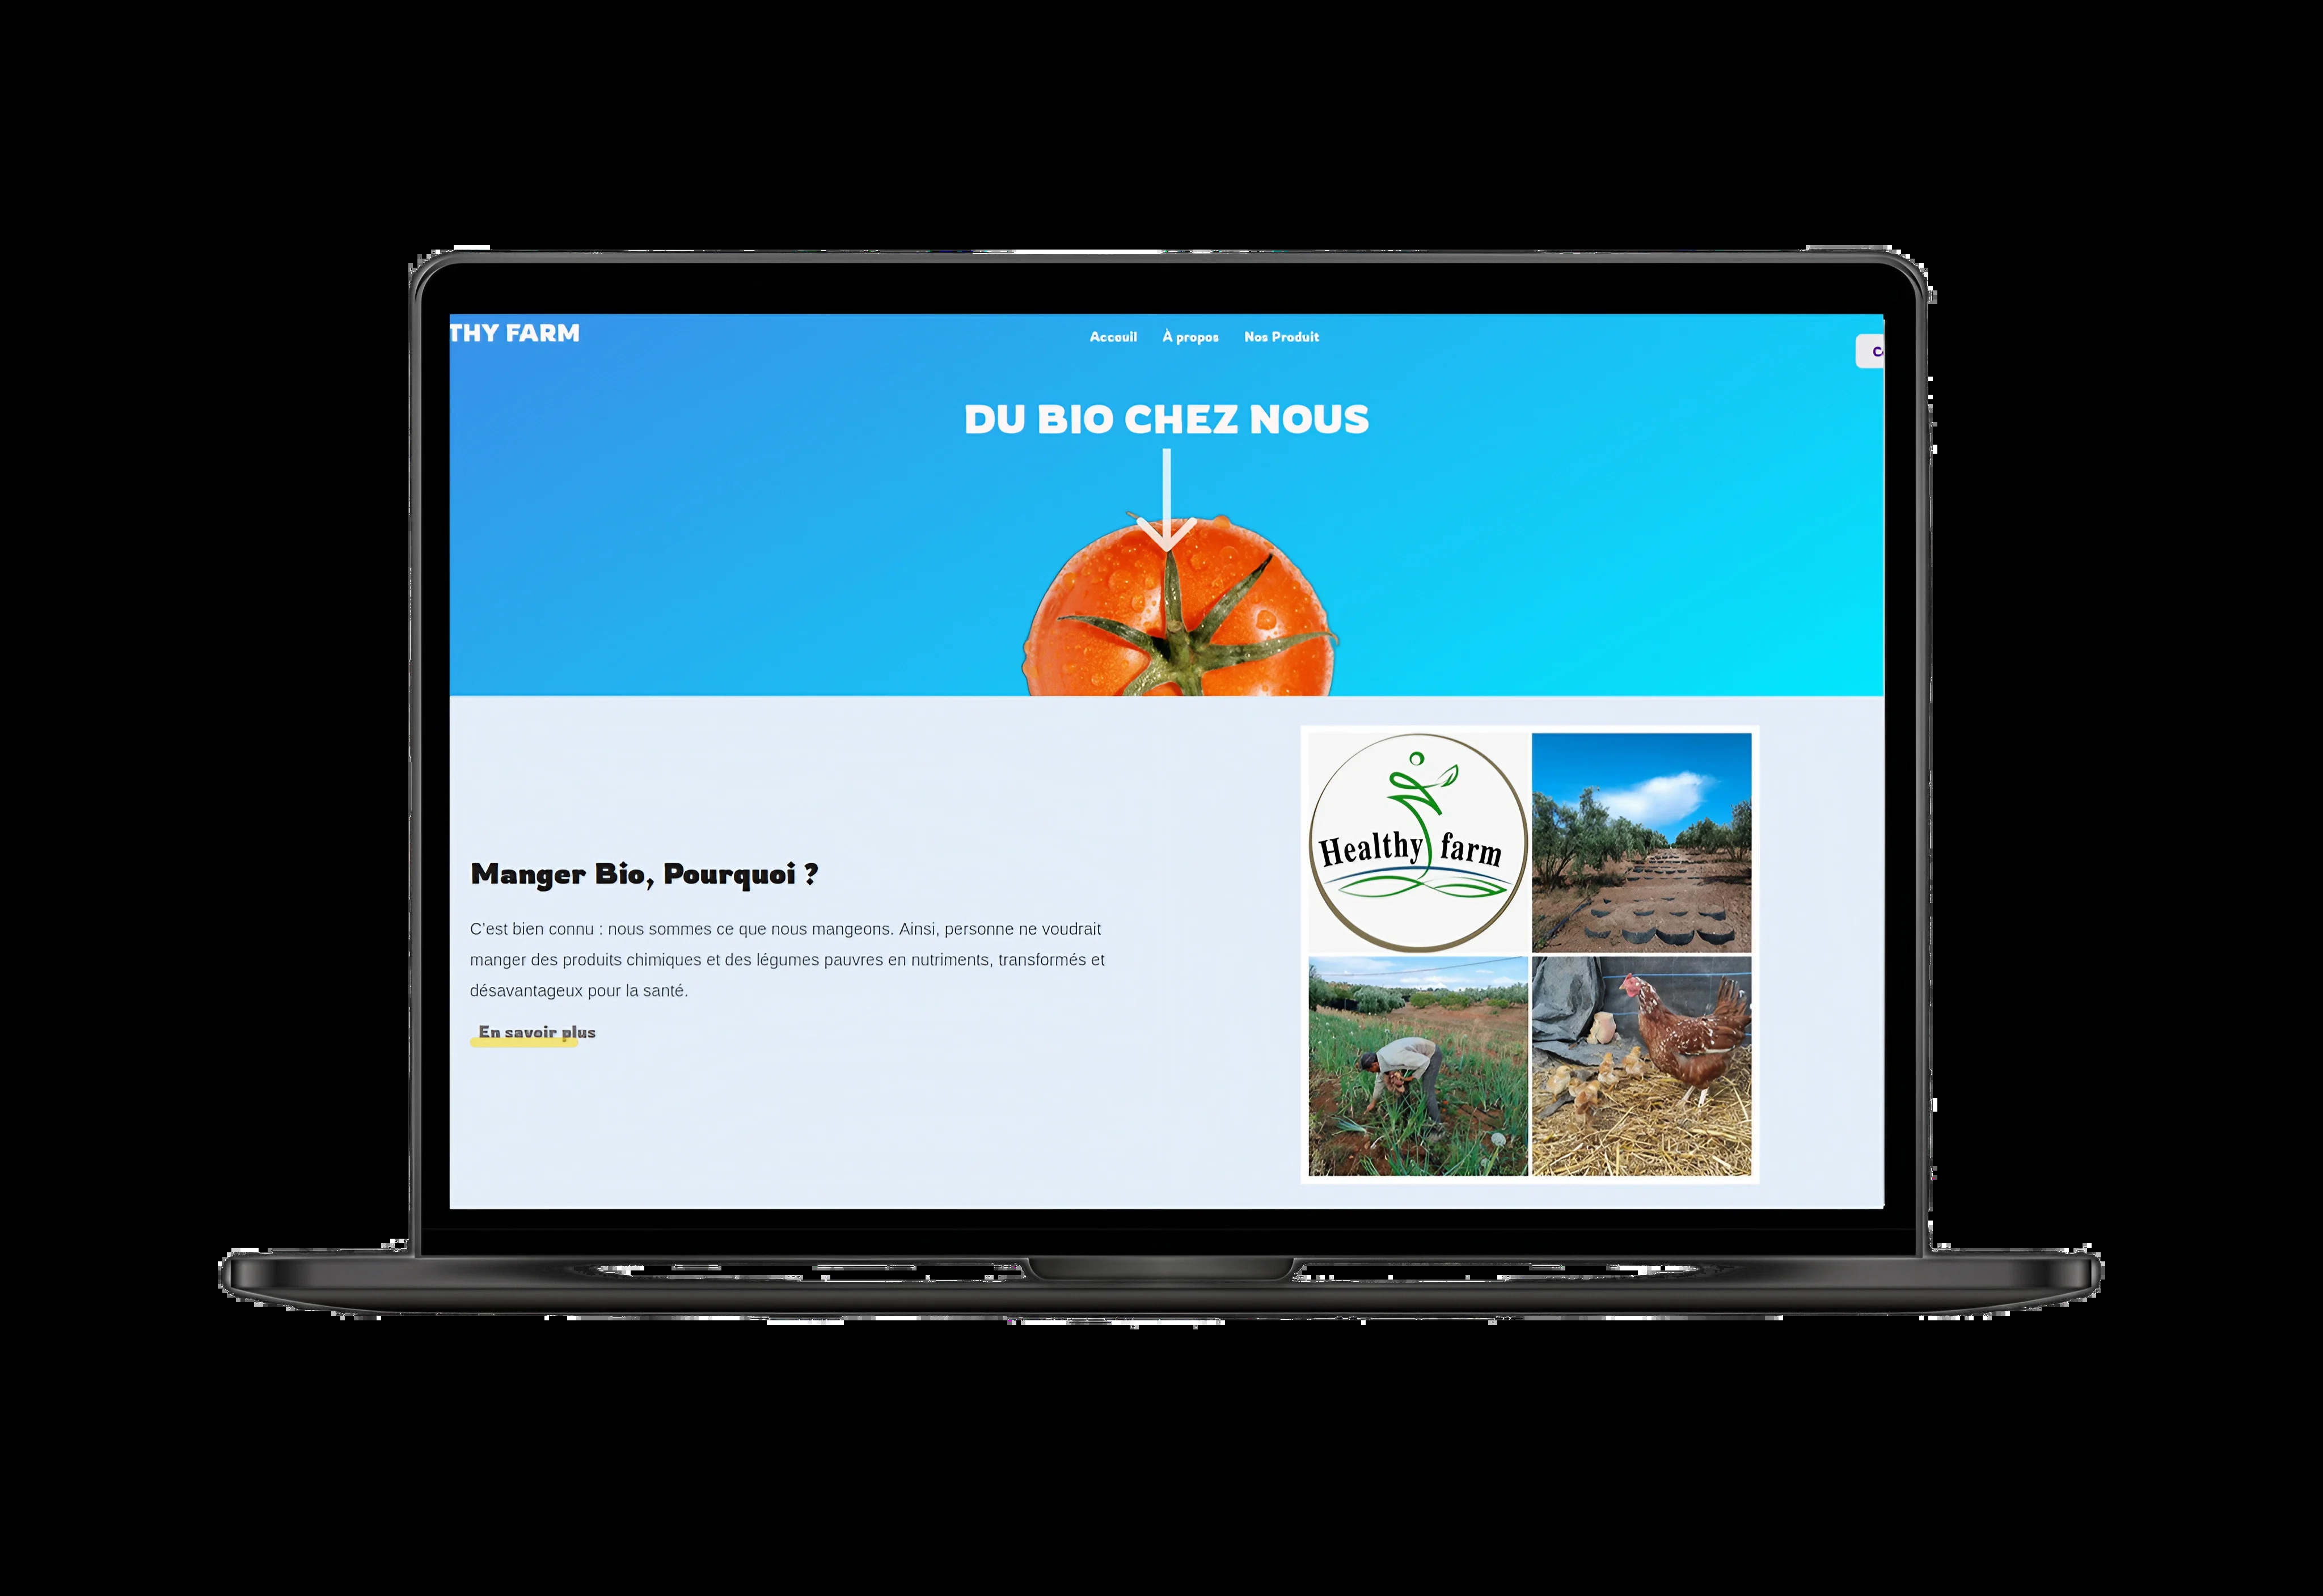 THY FARM
Acceuil À propos Nos Produit
DU BIO CHEZ NOUS
Healthy farm
Manger Bio, Pourquoi ?
C'est bien connu : nous sommes ce que nous mangeons. Ainsi, personne ne voudrait
manger des produits chimiques et des légumes pauvres en nutriments, transformés et
désavantageux pour la santé.
En savoir plus